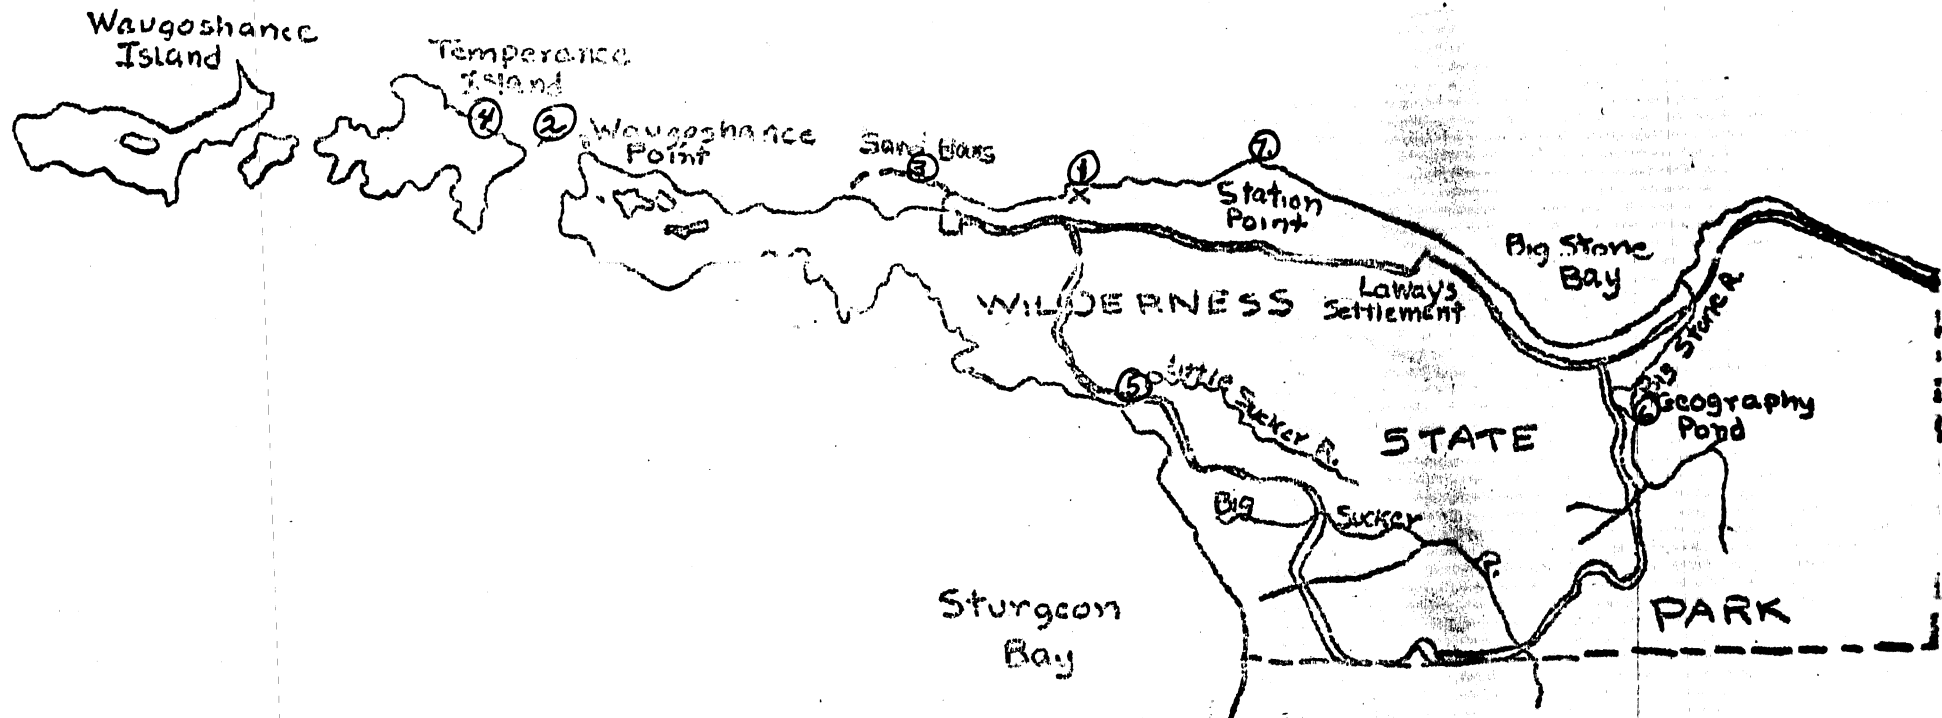 Waugoshance
Island
Temperance
Island
4
2
Waugoshance
Point
Sand bars
3
1
X
7
Station
Point
Big Stone
Bay
WILDERNESS
LaWay's
Settlement
Big Stone R.
5
Little Sucker R.
6
Geography
Pond
STATE
Big Sucker R.
Sturgeon
Bay
PARK